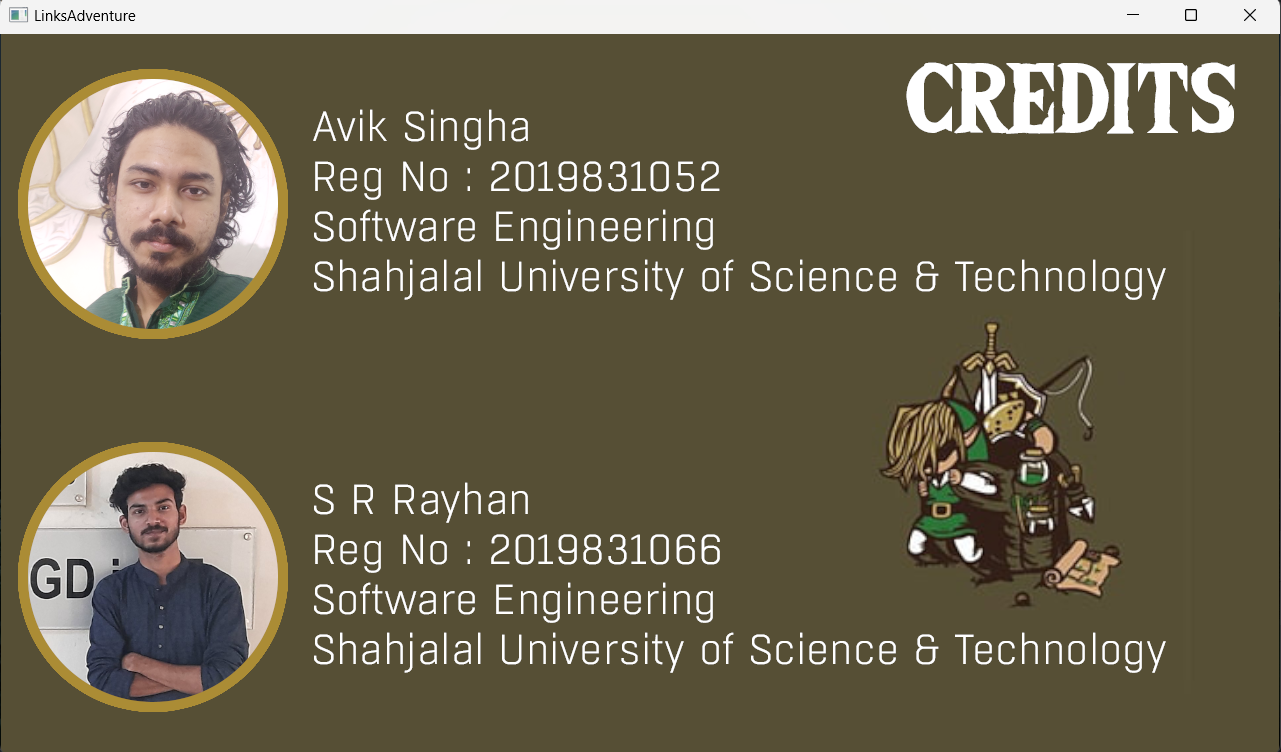 LinksAdventure
CREDITS
Avik Singha
Reg No : 2019831052
Software Engineering
Shahjalal University of Science & Technology
S R Rayhan
Reg No : 2019831066
Software Engineering
Shahjalal University of Science & Technology
GD